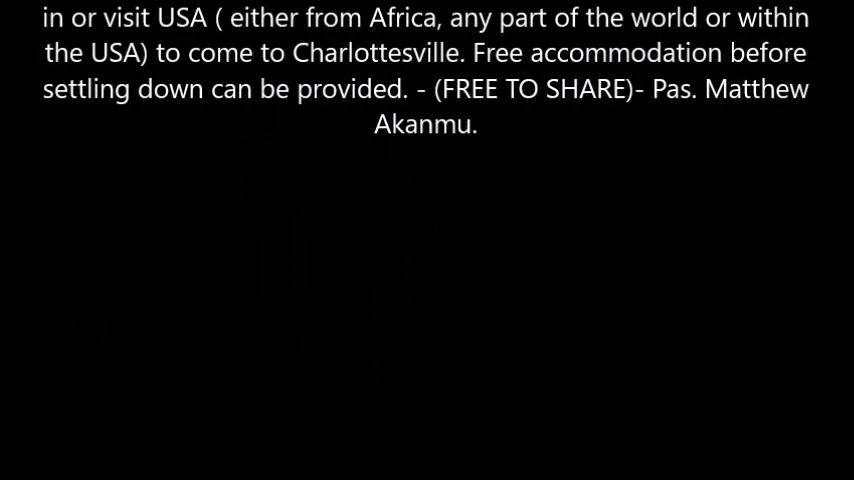 in or visit USA ( either from Africa, any part of the world or within
the USA) to come to Charlottesville. Free accommodation before
settling down can be provided. - (FREE TO SHARE)- Pas. Matthew
Akanmu.